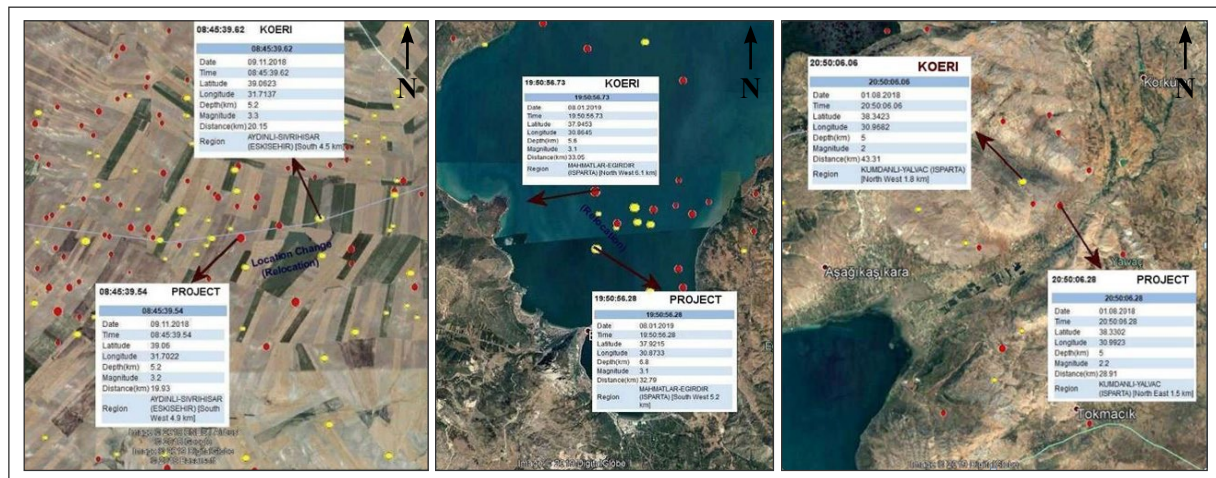 08:45:39.62 KOERI
08:45:39.62
Date 09.11.2018
Time 08:45:39.62
Latitude 39.0623
Longitude 31.7137
Depth(km) 5.2
Magnitude 3.3
Distance(km) 20.15
Region AYDINLI-SIVRIHISAR
(ESKISEHIR) [South 4.5 km]
N
Location Change
(Relocation)
08:45:39.54 PROJECT
08:45:39.54
Date 09.11.2018
Time 08:45:39.54
Latitude 39.06
Longitude 31.7022
Depth(km) 5.2
Magnitude 3.2
Distance(km) 19.93
Region AYDINLI-SIVRIHISAR
(ESKISEHIR) [South
West 4.9 km]
N
19:50:56.73 KOERI
19:50:56.73
Date 08.01.2019
Time 19:50:56.73
Latitude 37.9453
Longitude 30.8645
Depth(km) 5.6
Magnitude 3.1
Distance(km) 33.05
Region MAHMATLAR-EGIRDIR
(ISPARTA) [North West 6.1 km]
(Relocation)
19:50:56.28 PROJECT
19:50:56.28
Date 08.01.2019
Time 19:50:56.28
Latitude 37.9215
Longitude 30.8733
Depth(km) 6.8
Magnitude 3.1
Distance(km) 32.79
Region MAHMATLAR-EGIRDIR
(ISPARTA) [South West 5.2
km]
N
Korku
20:50:06.06 KOERI
20:50:06.06
Date 01.08.2018
Time 20:50:06.06
Latitude 38.3423
Longitude 30.9682
Depth(km) 5
Magnitude 2
Distance(km) 43.31
Region KUMDANLI-YALVAC (ISPARTA)
[North West 1.8 km]
Aşağıkaşıkara
Yalvaç
20:50:06.28 PROJECT
20:50:06.28
Date 01.08.2018
Time 20:50:06.28
Latitude 38.3302
Longitude 30.9923
Depth(km) 5
Magnitude 2.2
Distance(km) 28.91
Region KUMDANLI-YALVAC
(ISPARTA) [North East 1.5 km]
Tokmacık